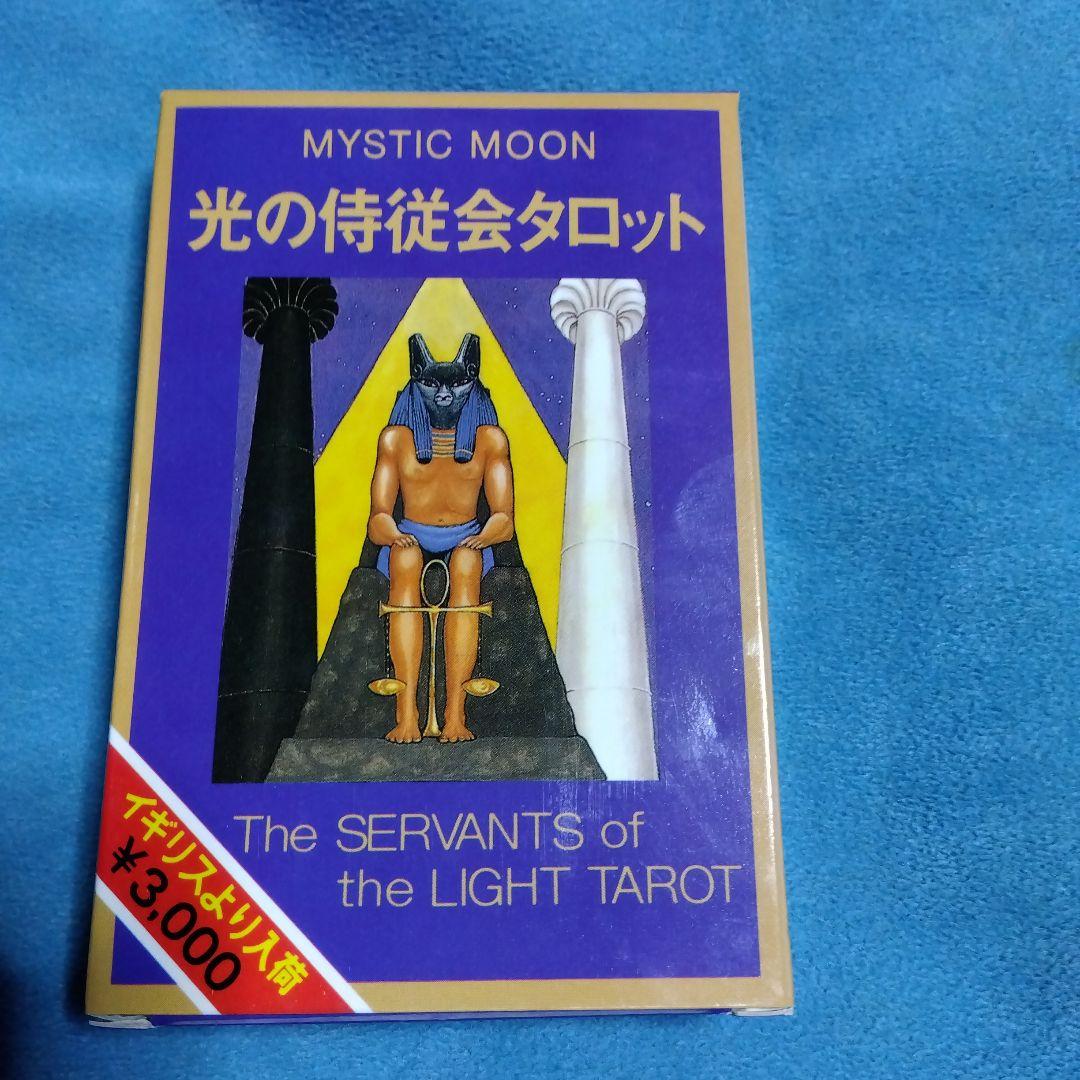 MYSTIC MOON
光の侍従会タロット
The SERVANTS of
the LIGHT TAROT
イギリスより入荷
¥3,000